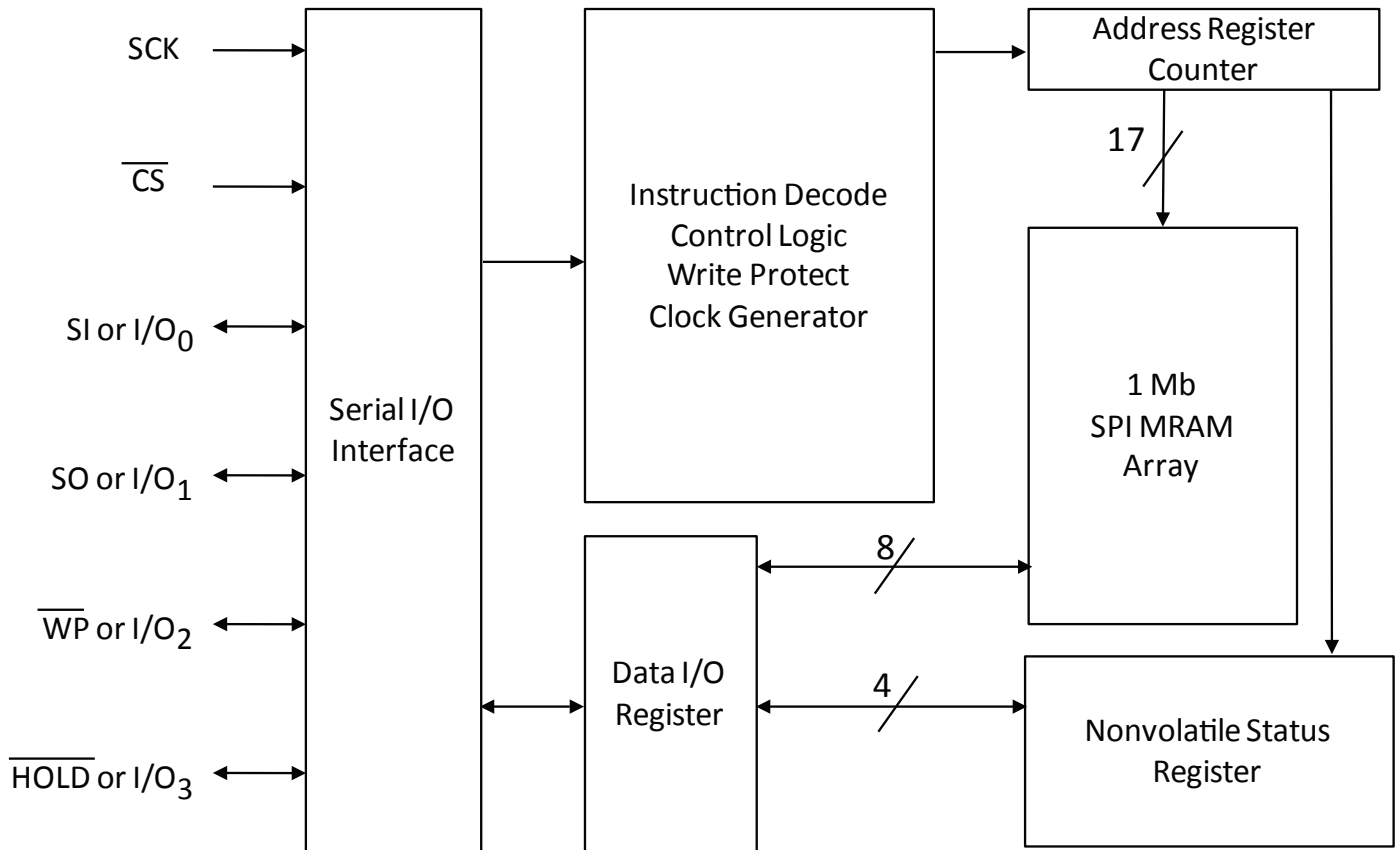 SCK
CS
SI or I/O0
SO or I/O1
WP or I/O2
HOLD or I/O3
Serial I/O
Interface
Instruction Decode
Control Logic
Write Protect
Clock Generator
Data I/O
Register
Address Register
Counter
17
1 Mb
SPI MRAM
Array
8
4
Nonvolatile Status
Register